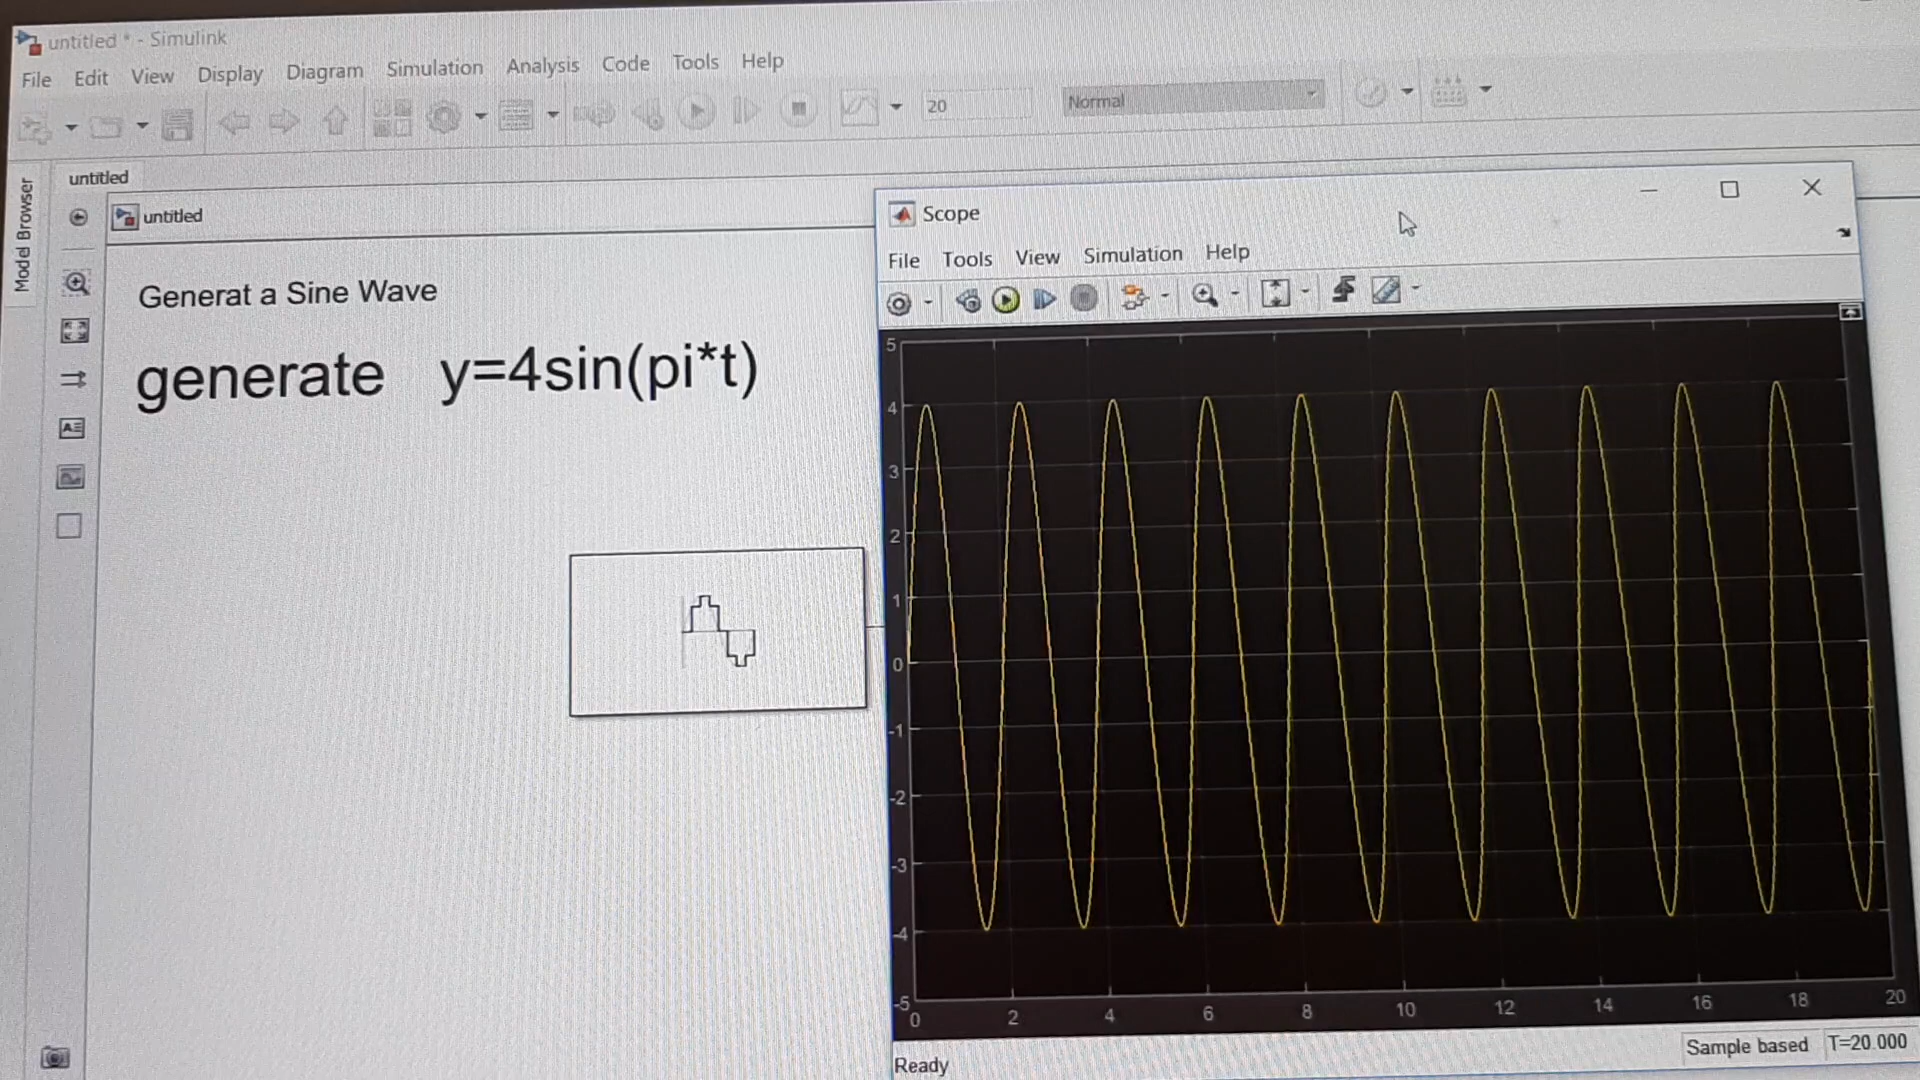 untitled * - Simulink
File Edit View Display Diagram Simulation Analysis Code Tools Help
20 Normal
Model Browser
untitled
untitled
Generat a Sine Wave
generate y=4sin(pi*t)
Scope
File Tools View Simulation Help
5
4
3
2
1
0
-1
-2
-3
-4
-5
0 2 4 6 8 10 12 14 16 18 20
Ready Sample based T=20.000